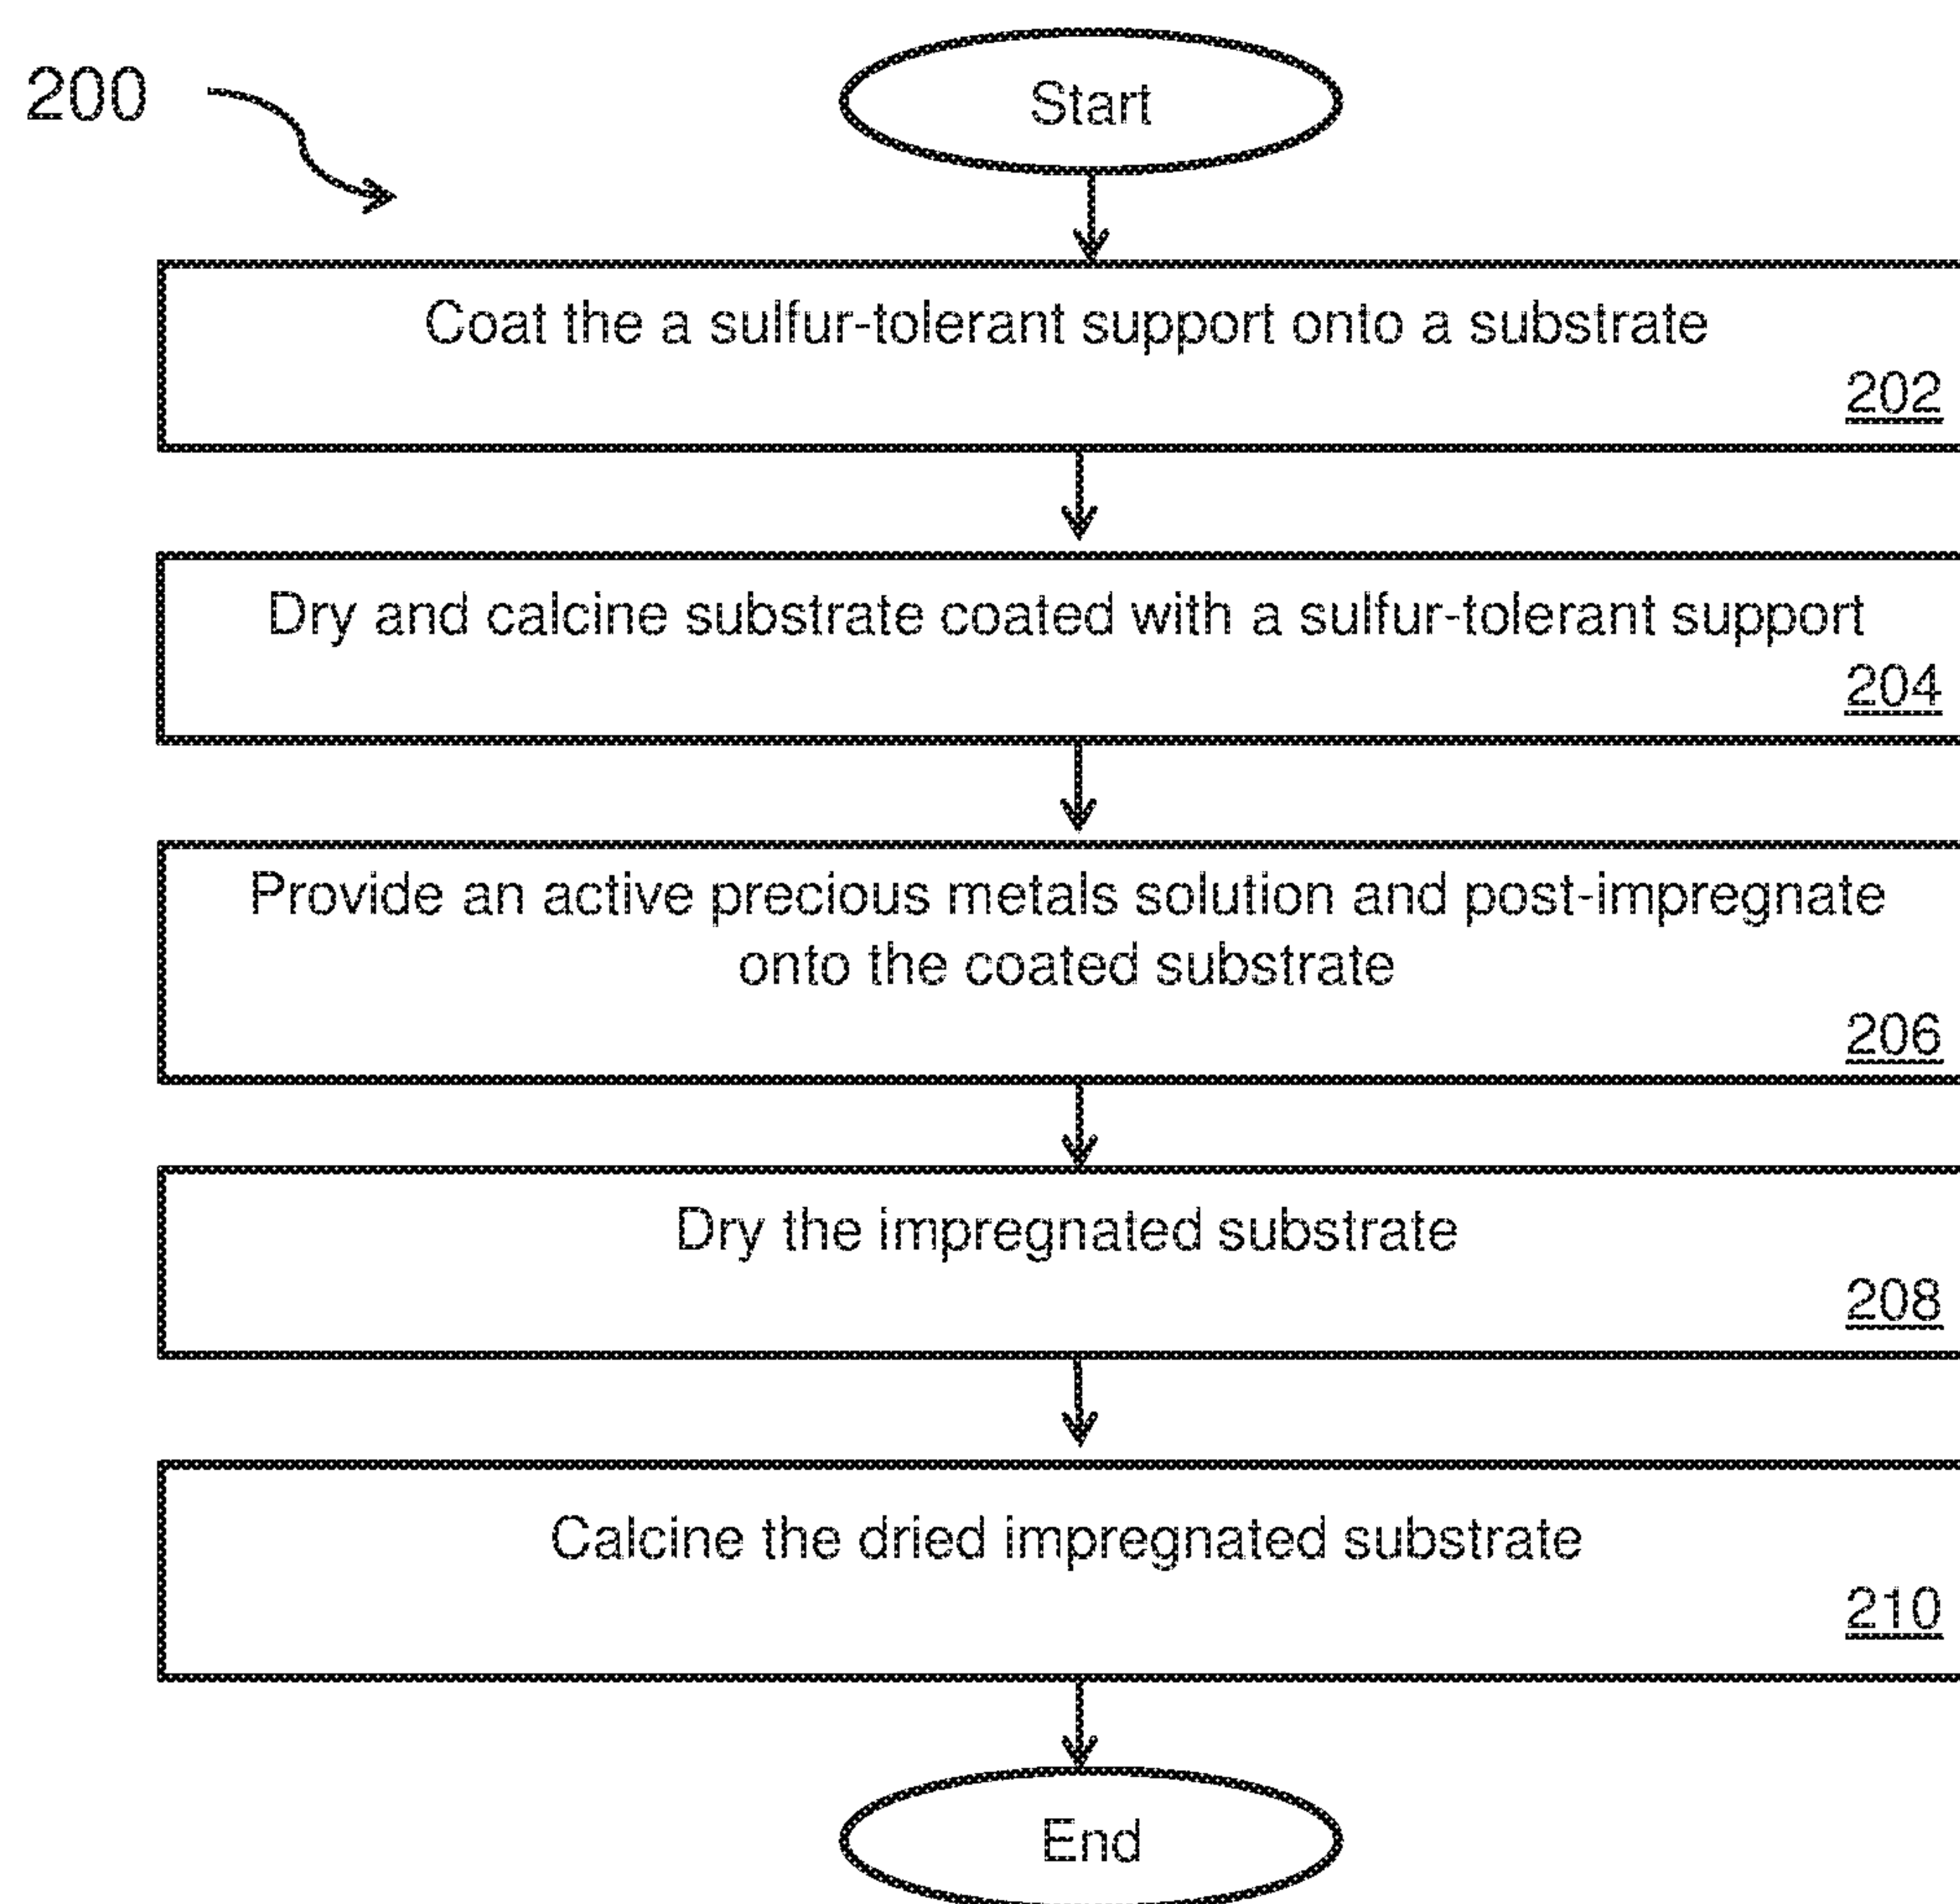 200
Start
Coat the a sulfur-tolerant support onto a substrate
202
Dry and calcine substrate coated with a sulfur-tolerant support
204
Provide an active precious metals solution and post-impregnate
onto the coated substrate
206
Dry the impregnated substrate
208
Calcine the dried impregnated substrate
210
End